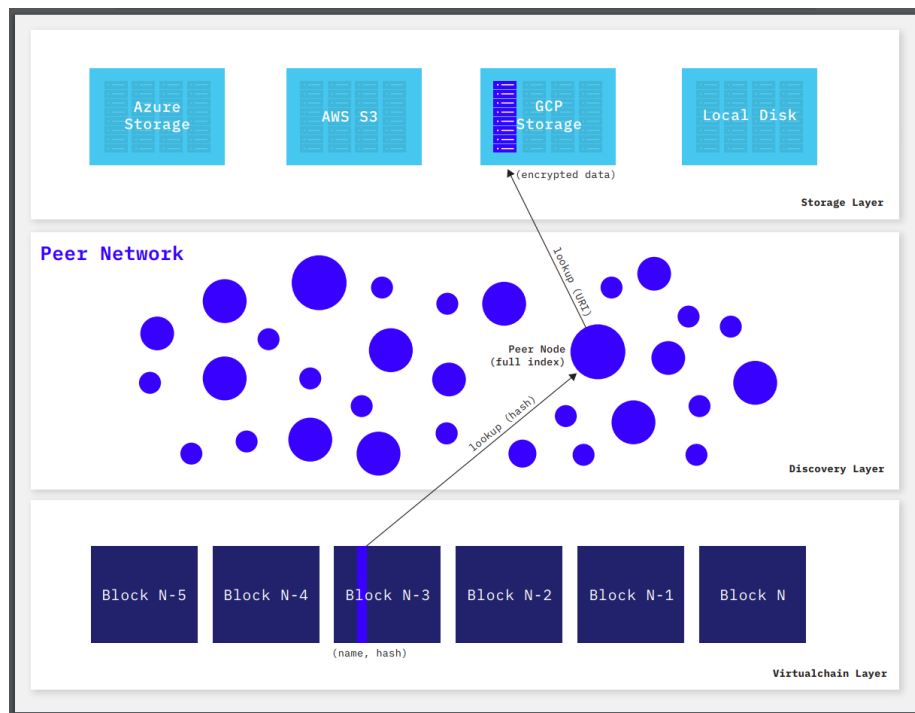 Azure
Storage
AWS S3
GCP
Storage
Local Disk
(encrypted data)
Storage Layer
Peer Network
lookup (URI)
Peer Node
(full index)
lookup (hash)
Discovery Layer
Block N-5
Block N-4
Block N-3
Block N-2
Block N-1
Block N
(name, hash)
Virtualchain Layer